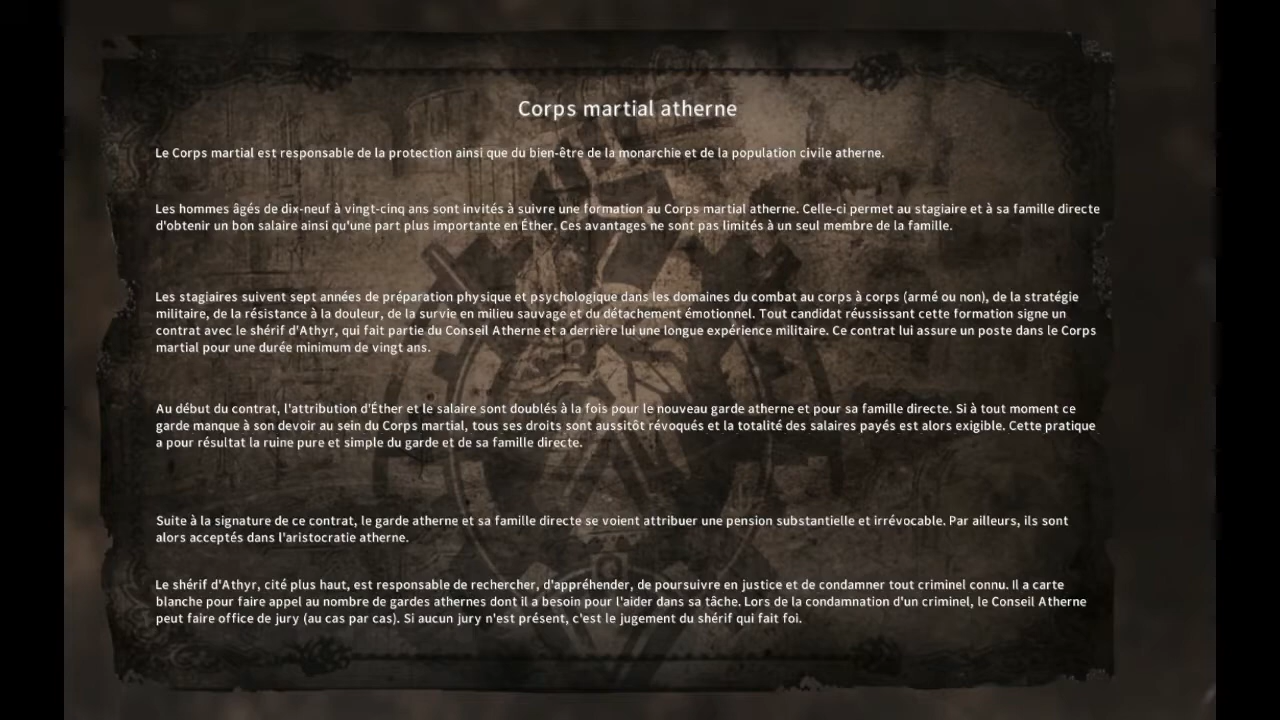 Corps martial atherne
Le Corps martial est responsable de la protection ainsi que du bien-être de la monarchie et de la population civile atherne.
Les hommes âgés de dix-neuf à vingt-cinq ans sont invités à suivre une formation au Corps martial atherne. Celle-ci permet au stagiaire et à sa famille directe
d'obtenir un bon salaire ainsi qu'une part plus importante en Éther. Ces avantages ne sont pas limités à un seul membre de la famille.
Les stagiaires suivent sept années de préparation physique et psychologique dans les domaines du combat au corps à corps (armé ou non), de la stratégie
militaire, de la résistance à la douleur, de la survie en milieu sauvage et du détachement émotionnel. Tout candidat réussissant cette formation signe un
contrat avec le shérif d'Athyr, qui fait partie du Conseil Atherne et a derrière lui une longue expérience militaire. Ce contrat lui assure un poste dans le Corps
martial pour une durée minimum de vingt ans.
Au début du contrat, l'attribution d'Éther et le salaire sont doublés à la fois pour le nouveau garde atherne et pour sa famille directe. Si à tout moment ce
garde manque à son devoir au sein du Corps martial, tous ses droits sont aussitôt révoqués et la totalité des salaires payés est alors exigible. Cette pratique
a pour résultat la ruine pure et simple du garde et de sa famille directe.
Suite à la signature de ce contrat, le garde atherne et sa famille directe se voient attribuer une pension substantielle et irrévocable. Par ailleurs, ils sont
alors acceptés dans l'aristocratie atherne.
Le shérif d'Athyr, cité plus haut, est responsable de rechercher, d'appréhender, de poursuivre en justice et de condamner tout criminel connu. Il a carte
blanche pour faire appel au nombre de gardes athernes dont il a besoin pour l'aider dans sa tâche. Lors de la condamnation d'un criminel, le Conseil Atherne
peut faire office de jury (au cas par cas). Si aucun jury n'est présent, c'est le jugement du shérif qui fait foi.